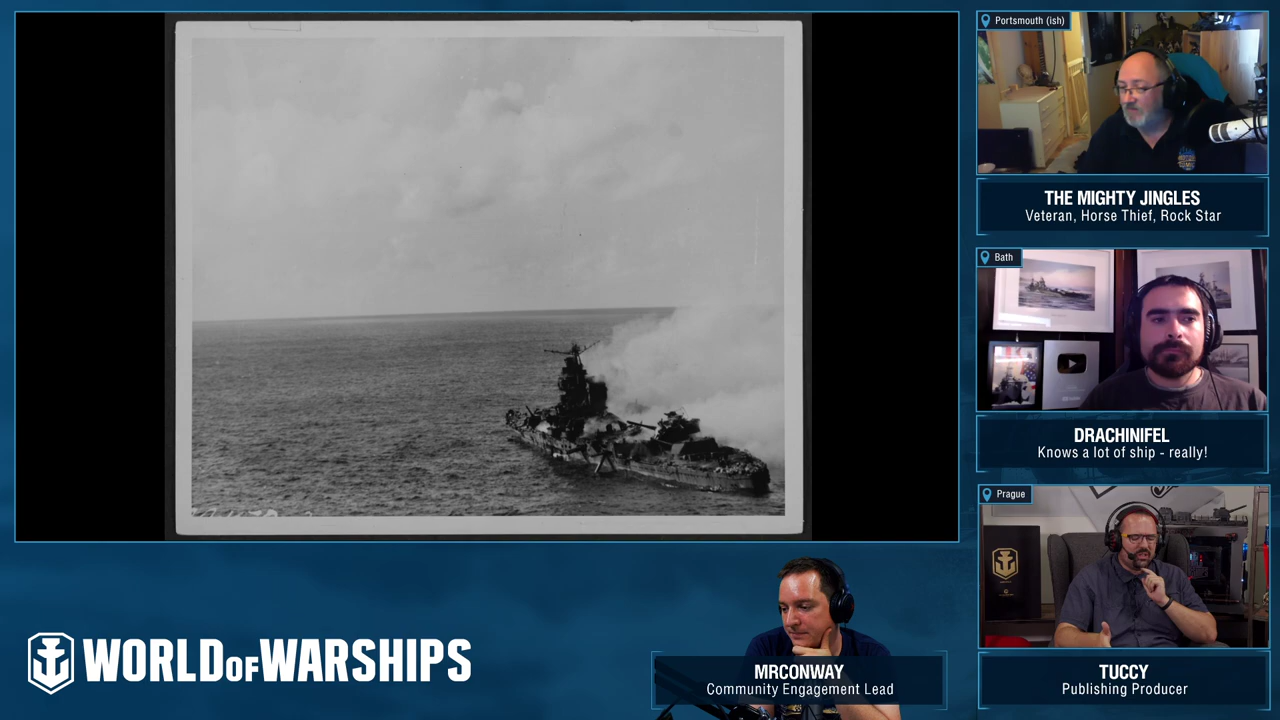 Portsmouth (ish)
THE MIGHTY JINGLES
Veteran, Horse Thief, Rock Star
Bath
DRACHINIFEL
Knows a lot of ship - really!
Prague
TUCCY
Publishing Producer
MRCONWAY
Community Engagement Lead
WORLD OF WARSHIPS